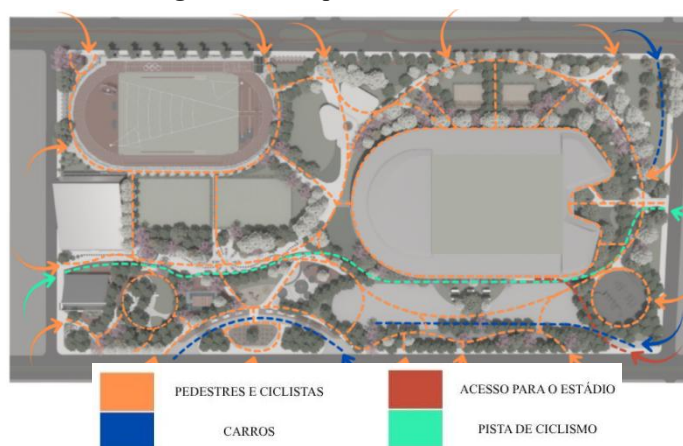 PEDESTRES E CICLISTAS
ACESSO PARA O ESTÁDIO
CARROS
PISTA DE CICLISMO